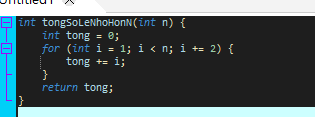 Untitled1
int tongSoLeNhoHonN(int n) {
int tong = 0;
for (int i = 1; i < n; i += 2) {
tong += i;
}
return tong;
}